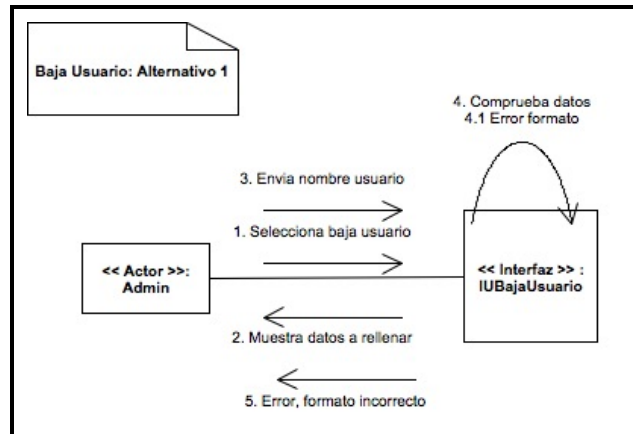 Baja Usuario: Alternativo 1
4. Comprueba datos
4.1 Error formato
3. Envia nombre usuario
1. Selecciona baja usuario
<< Actor >>:
Admin
<< Interfaz >> :
IUBajaUsuario
2. Muestra datos a rellenar
5. Error, formato incorrecto